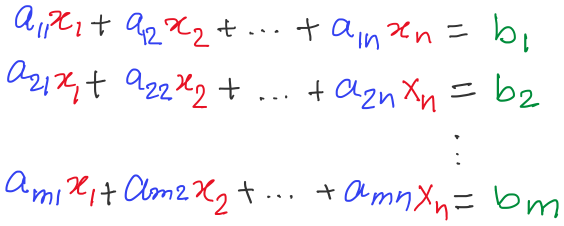 a₁₁x₁ + a₁₂x₂ + ... + a₁ₙxₙ = b₁
a₂₁x₁ + a₂₂x₂ + ... + a₂ₙxₙ = b₂
⋮
aₘ₁x₁ + aₘ₂x₂ + ... + aₘₙxₙ = bₘ